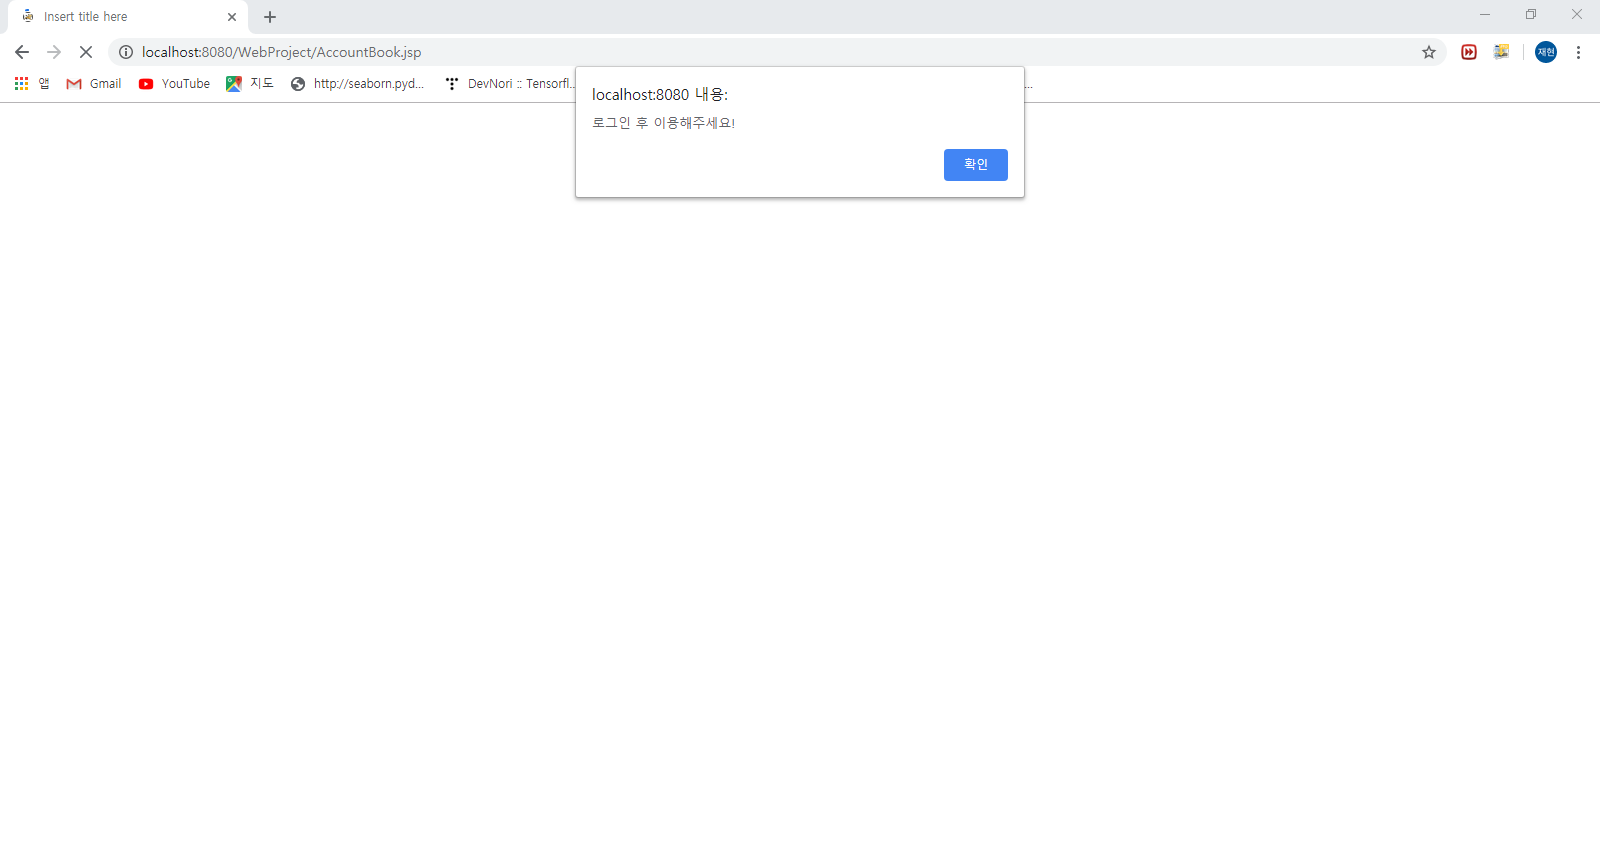 Insert title here
localhost:8080/WebProject/AccountBook.jsp
재현
앱 Gmail YouTube 지도 http://seaborn.pyd... DevNori :: Tensorfl... ...
localhost:8080 내용:
로그인 후 이용해주세요!
확인